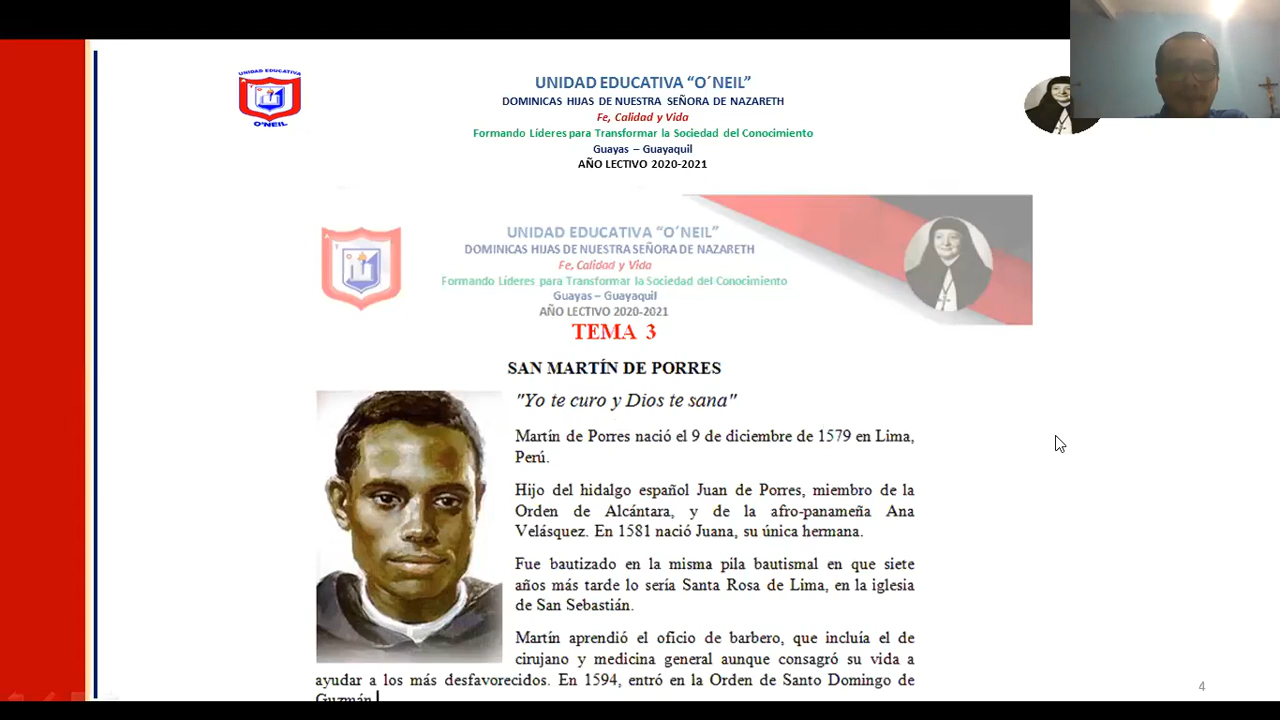 UNIDAD EDUCATIVA
O'NEIL
UNIDAD EDUCATIVA “O´NEIL”
DOMINICAS HIJAS DE NUESTRA SEÑORA DE NAZARETH
Fe, Calidad y Vida
Formando Líderes para Transformar la Sociedad del Conocimiento
Guayas – Guayaquil
AÑO LECTIVO 2020-2021
UNIDAD EDUCATIVA “O´NEIL”
DOMINICAS HIJAS DE NUESTRA SEÑORA DE NAZARETH
Fe, Calidad y Vida
Formando Líderes para Transformar la Sociedad del Conocimiento
Guayas – Guayaquil
AÑO LECTIVO 2020-2021
TEMA 3
SAN MARTÍN DE PORRES
"Yo te curo y Dios te sana"
Martín de Porres nació el 9 de diciembre de 1579 en Lima,
Perú.
Hijo del hidalgo español Juan de Porres, miembro de la
Orden de Alcántara, y de la afro-panameña Ana
Velásquez. En 1581 nació Juana, su única hermana.
Fue bautizado en la misma pila bautismal en que siete
años más tarde lo sería Santa Rosa de Lima, en la iglesia
de San Sebastián.
Martín aprendió el oficio de barbero, que incluía el de
cirujano y medicina general aunque consagró su vida a
ayudar a los más desfavorecidos. En 1594, entró en la Orden de Santo Domingo de
Guzmán
4